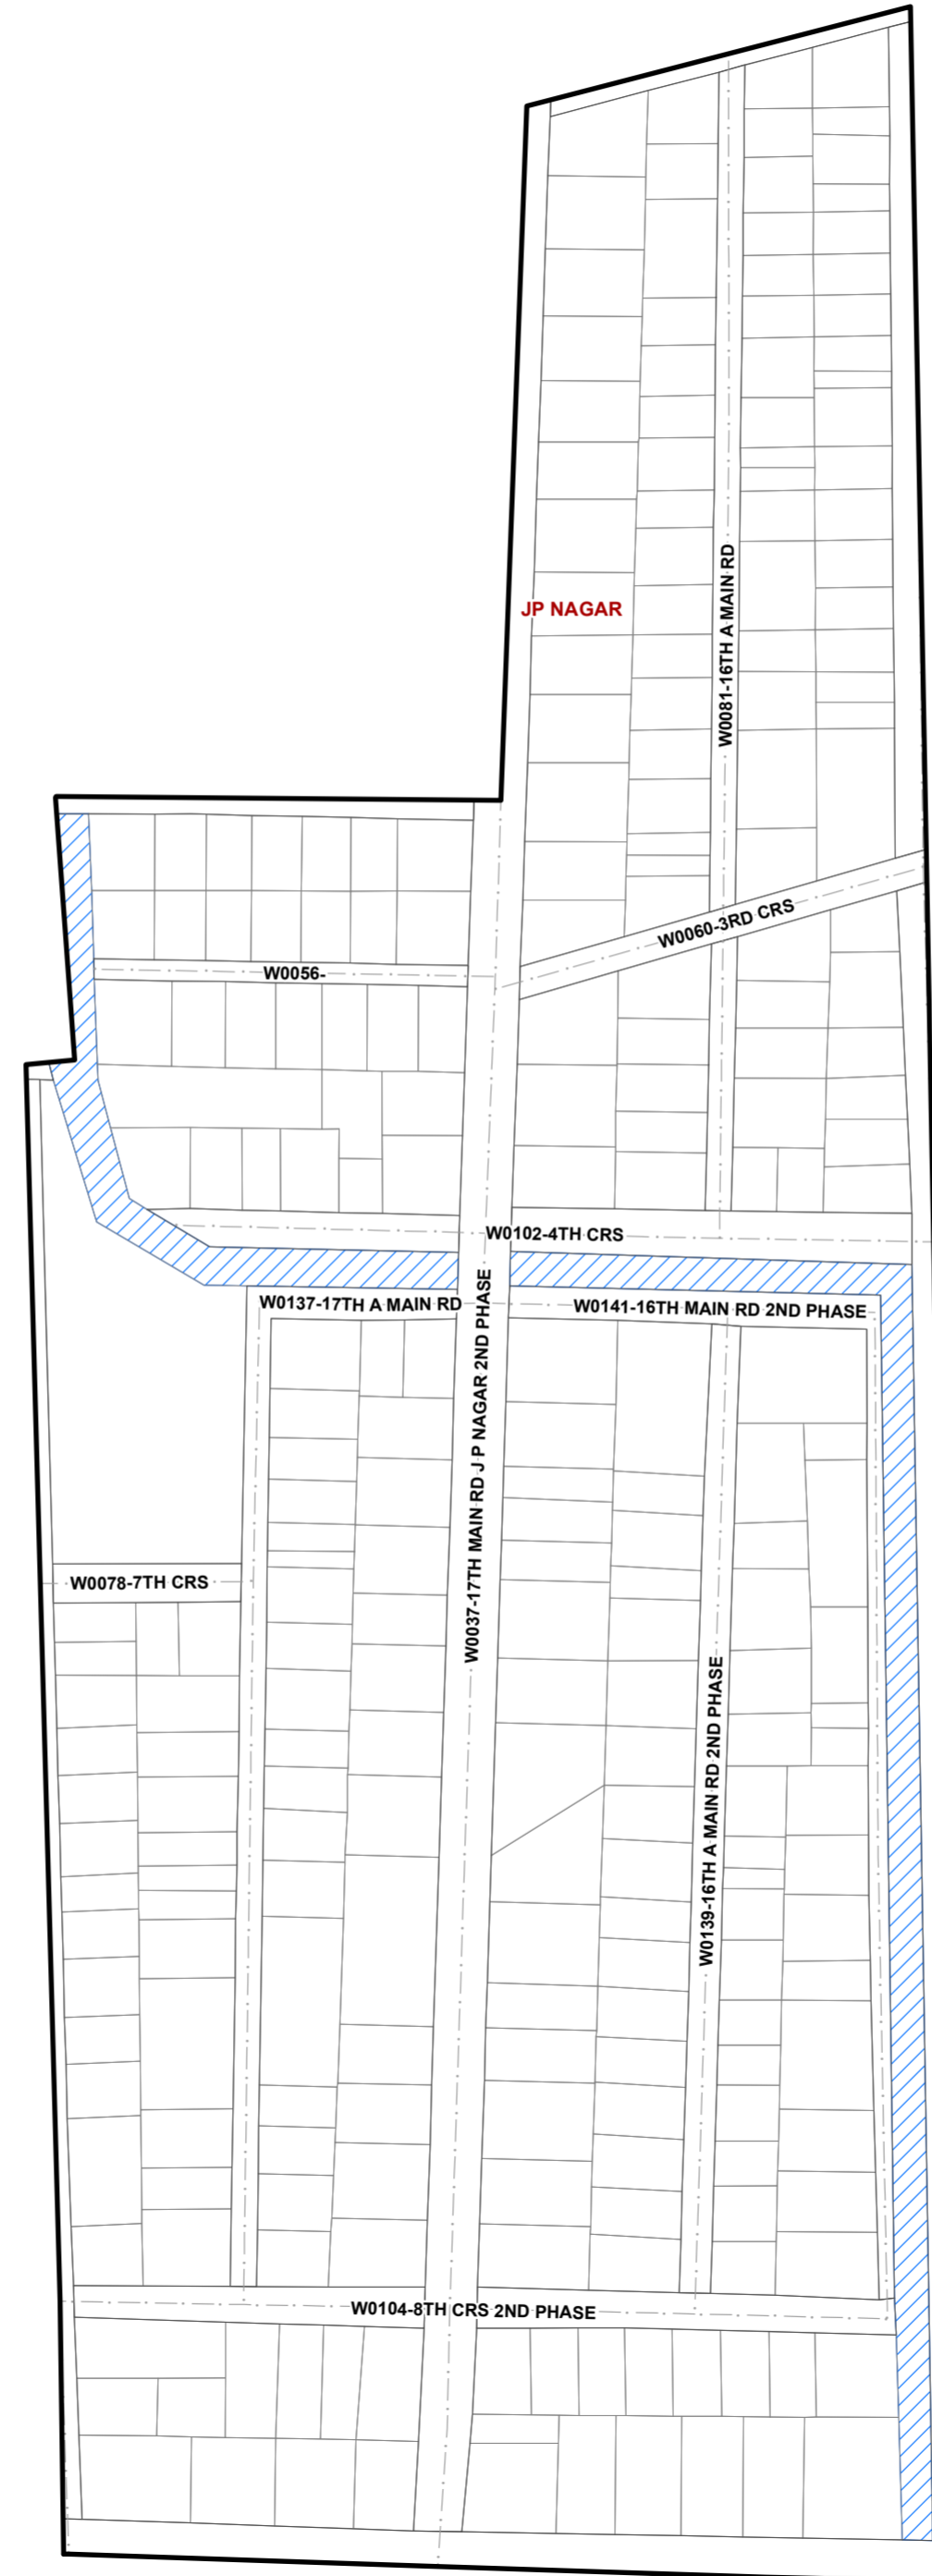 JP NAGAR
W0081-16TH A MAIN RD
W0060-3RD CRS
W0056-
W0102-4TH CRS
W0137-17TH A MAIN RD
W0141-16TH MAIN RD 2ND PHASE
W0037-17TH MAIN RD J P NAGAR 2ND PHASE
W0078-7TH CRS
W0139-16TH A MAIN RD 2ND PHASE
W0104-8TH CRS 2ND PHASE